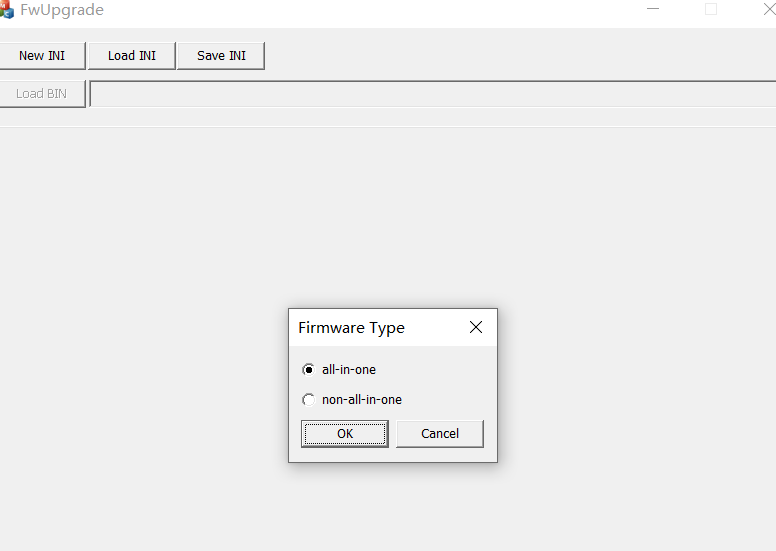 FwUpgrade
New INI Load INI Save INI
Load BIN
Firmware Type
all-in-one
non-all-in-one
OK Cancel